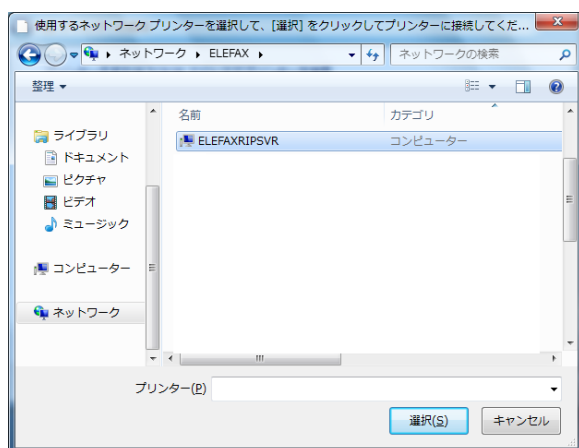 使用するネットワーク プリンターを選択して、[選択] をクリックしてプリンターに接続してくだ...
ネットワーク ELEFAX
ネットワークの検索
整理
名前 カテゴリ
ELEFAXRIPSVR コンピューター
ライブラリ
ドキュメント
ピクチャ
ビデオ
ミュージック
コンピューター
ネットワーク
プリンター(P)
選択(S) キャンセル